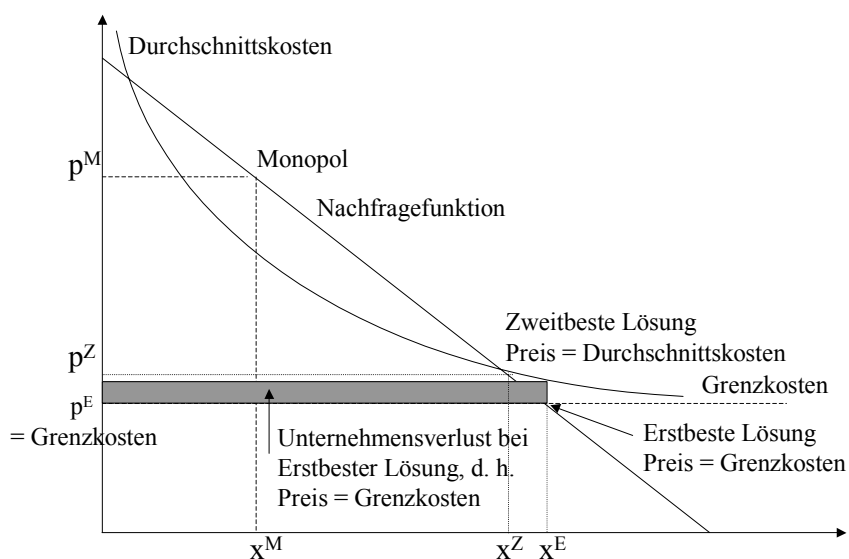 Durchschnittskosten
p^M
Monopol
Nachfragefunktion
Zweitbeste Lösung
Preis = Durchschnittskosten
p^Z
Grenzkosten
p^E
= Grenzkosten
Unternehmensverlust bei
Erstbester Lösung, d. h.
Preis = Grenzkosten
Erstbeste Lösung
Preis = Grenzkosten
x^M
x^Z
x^E